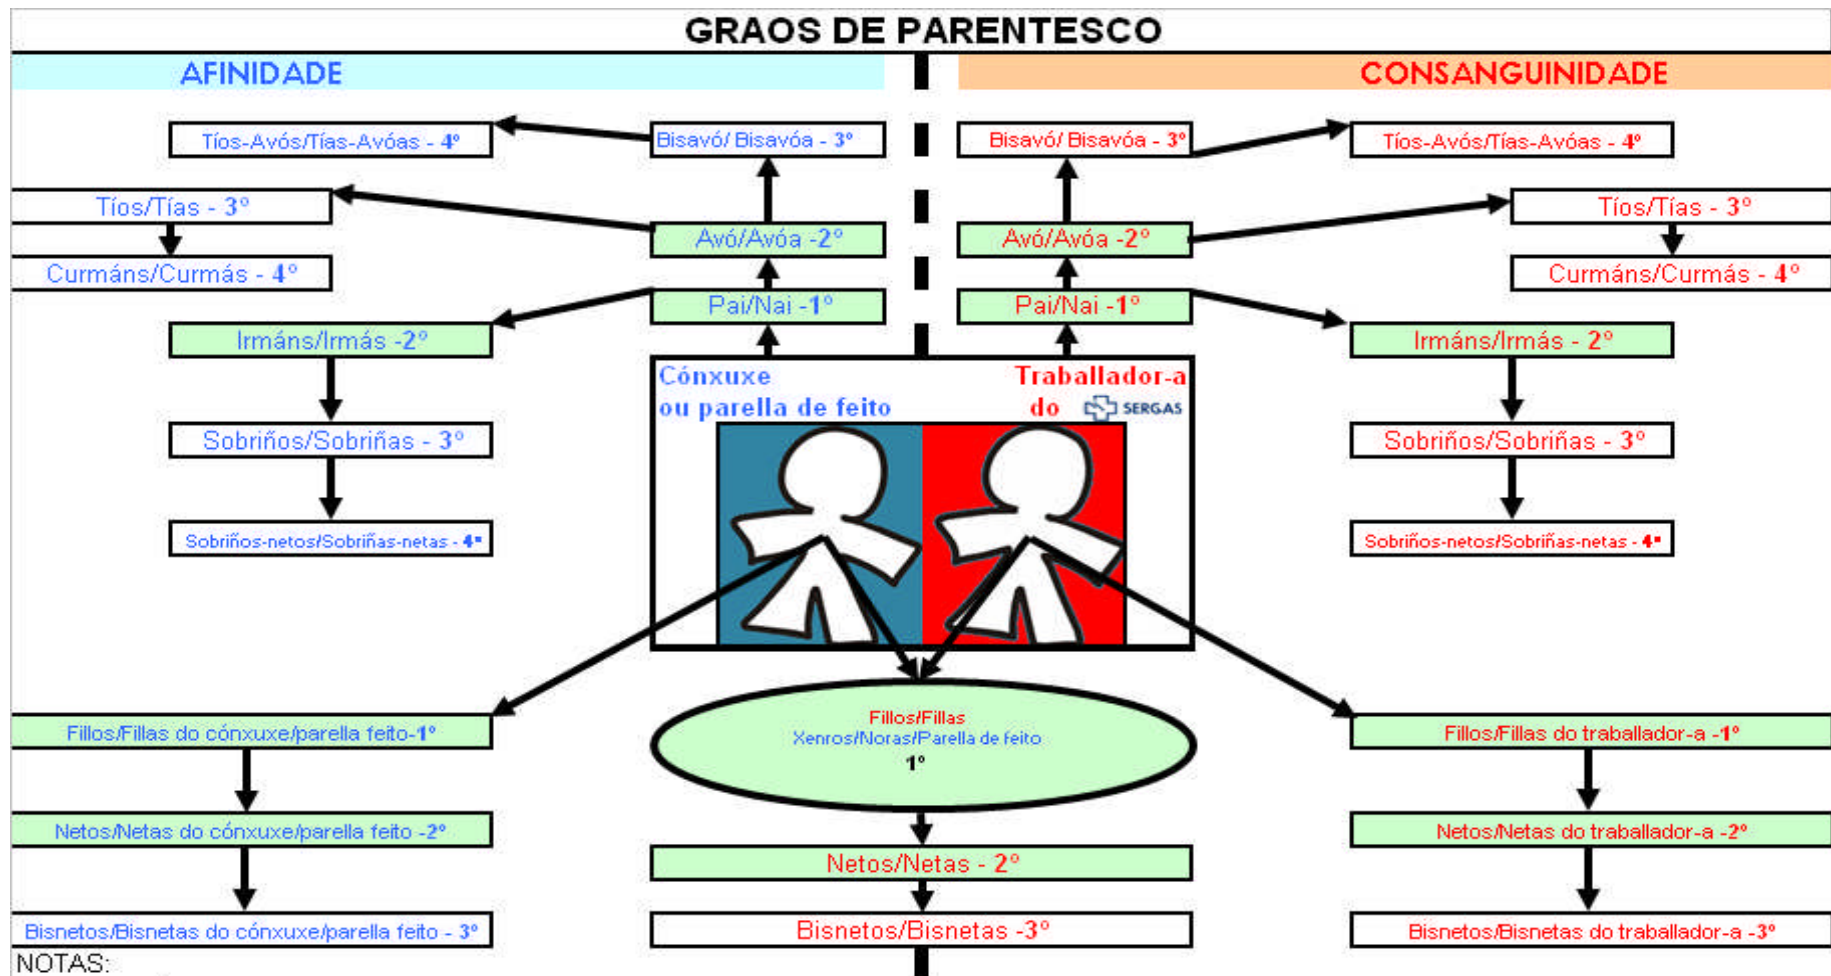 GRAOS DE PARENTESCO
AFINIDADE
CONSANGUINIDADE
Tíos-Avós/Tías-Avóas - 4º
Bisavó/ Bisavóa - 3º
Bisavó/ Bisavóa - 3º
Tíos-Avós/Tías-Avóas - 4º
Tíos/Tías - 3º
Tíos/Tías - 3º
Avó/Avóa -2º
Avó/Avóa -2º
Curmáns/Curmás - 4º
Curmáns/Curmás - 4º
Pai/Nai -1º
Pai/Nai -1º
Irmáns/Irmás -2º
Irmáns/Irmás - 2º
Cónxuxe
ou parella de feito
Traballador-a
do SERGAS
Sobriños/Sobriñas - 3º
Sobriños/Sobriñas - 3º
Sobriños-netos/Sobriñas-netas - 4º
Sobriños-netos/Sobriñas-netas - 4º
Fillos/Fillas do cónxuxe/parella feito-1º
Fillos/Fillas
Xenros/Noras/Parella de feito
1º
Fillos/Fillas do traballador-a -1º
Netos/Netas do cónxuxe/parella feito -2º
Netos/Netas - 2º
Netos/Netas do traballador-a -2º
Bisnetos/Bisnetas do cónxuxe/parella feito - 3º
Bisnetos/Bisnetas -3º
Bisnetos/Bisnetas do traballador-a -3º
NOTAS: